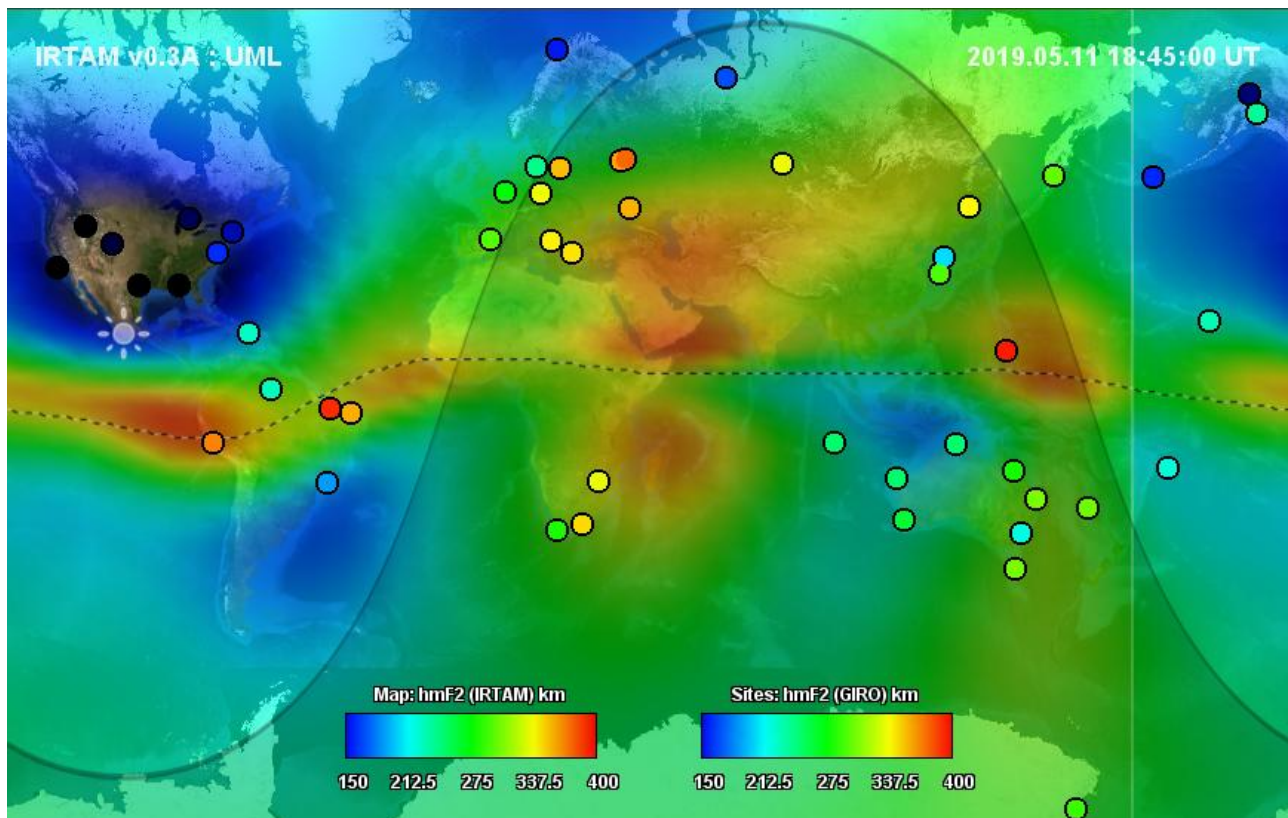 IRTAM v0.3A : UML
2019.05.11 18:45:00 UT
Map: hmF2 (IRTAM) km
150 212.5 275 337.5 400
Sites: hmF2 (GIRO) km
150 212.5 275 337.5 400